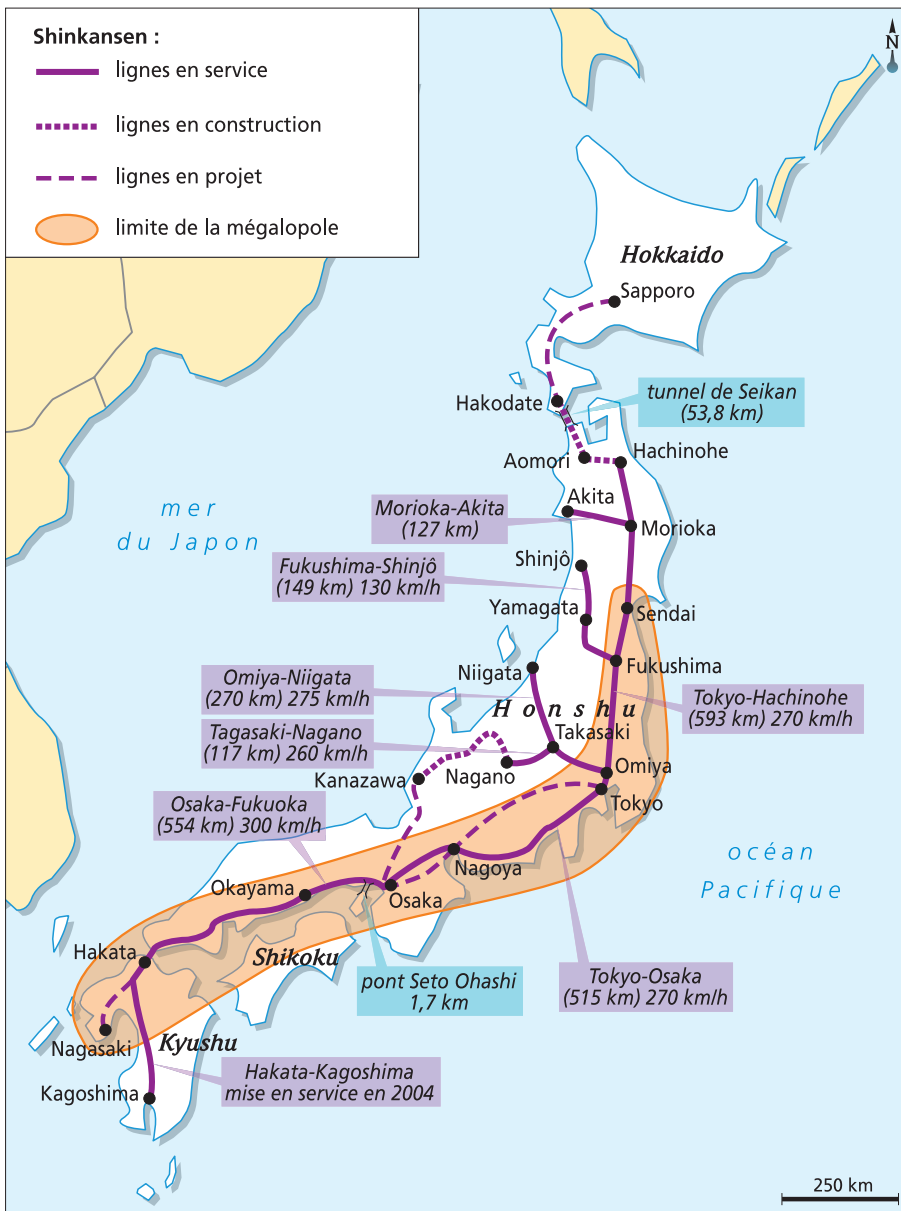 Shinkansen :
lignes en service
lignes en construction
lignes en projet
limite de la mégalopole
N
Hokkaido
Sapporo
Hakodate
tunnel de Seikan
(53,8 km)
Aomori
Hachinohe
mer
du Japon
Akita
Morioka-Akita
(127 km)
Morioka
Shinjô
Fukushima-Shinjô
(149 km) 130 km/h
Yamagata
Sendai
Niigata
Fukushima
Omiya-Niigata
(270 km) 275 km/h
Honshu
Tokyo-Hachinohe
(593 km) 270 km/h
Tagasaki-Nagano
(117 km) 260 km/h
Takasaki
Kanazawa
Nagano
Omiya
Tokyo
Osaka-Fukuoka
(554 km) 300 km/h
Nagoya
océan
Pacifique
Okayama
Osaka
Hakata
Shikoku
pont Seto Ohashi
1,7 km
Tokyo-Osaka
(515 km) 270 km/h
Nagasaki
Kyushu
Kagoshima
Hakata-Kagoshima
mise en service en 2004
250 km